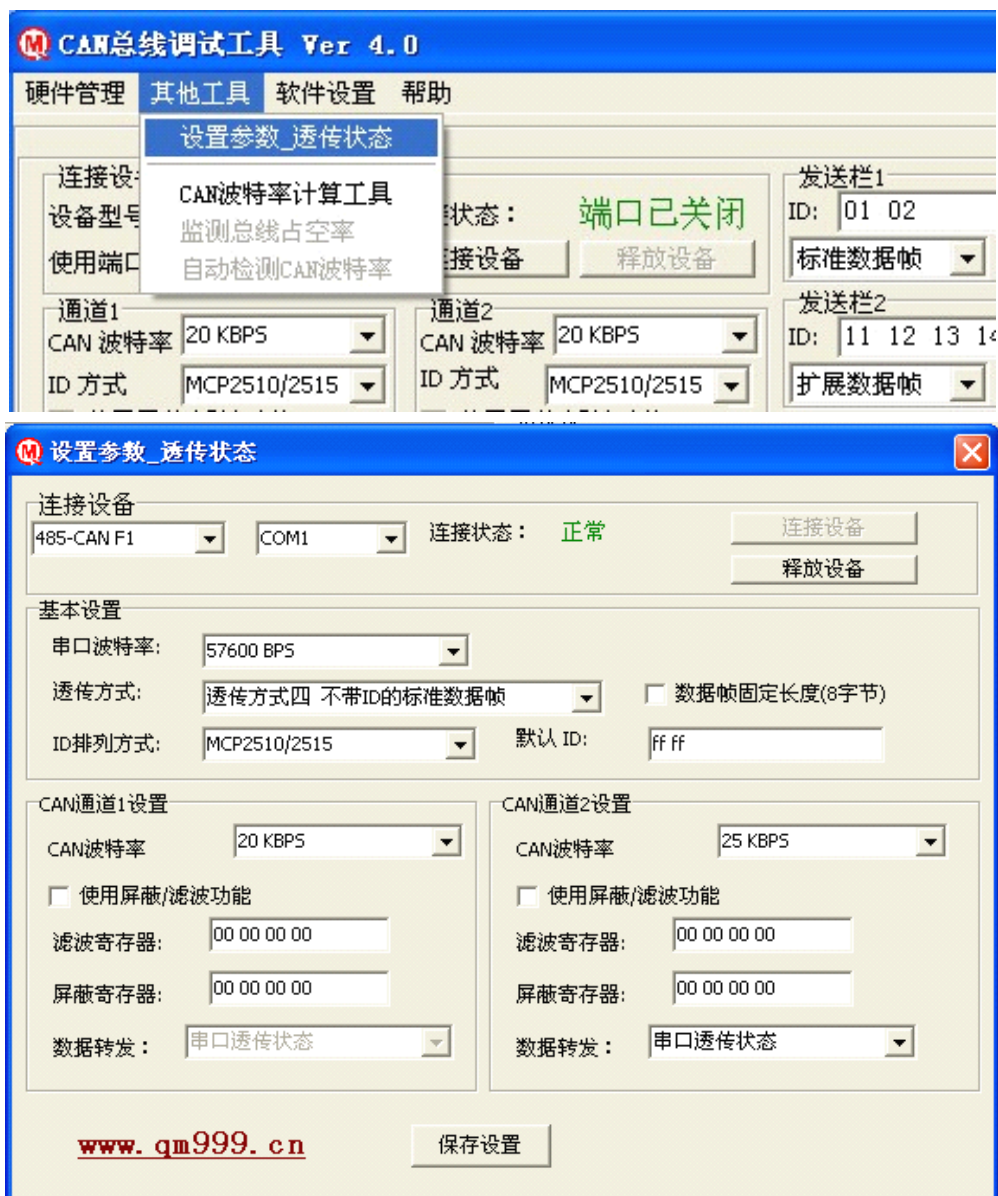 CAN总线调试工具 Ver 4.0
硬件管理 其他工具 软件设置 帮助
设置参数_透传状态
CAN波特率计算工具
监测总线占空率
自动检测CAN波特率
连接设
设备型号
使用端口
状态： 端口已关闭
接设备 释放设备
发送栏1
ID: 01 02
标准数据帧
通道1
CAN 波特率 20 KBPS
ID 方式 MCP2510/2515
通道2
CAN 波特率 20 KBPS
ID 方式 MCP2510/2515
发送栏2
ID: 11 12 13 14
扩展数据帧
设置参数_透传状态
连接设备
485-CAN F1 COM1 连接状态： 正常 连接设备
释放设备
基本设置
串口波特率: 57600 BPS
透传方式: 透传方式四 不带ID的标准数据帧 数据帧固定长度(8字节)
ID排列方式: MCP2510/2515 默认 ID: ff ff
CAN通道1设置
CAN波特率 20 KBPS
使用屏蔽/滤波功能
滤波寄存器: 00 00 00 00
屏蔽寄存器: 00 00 00 00
数据转发： 串口透传状态
CAN通道2设置
CAN波特率 25 KBPS
使用屏蔽/滤波功能
滤波寄存器: 00 00 00 00
屏蔽寄存器: 00 00 00 00
数据转发： 串口透传状态
www.qm999.cn 保存设置